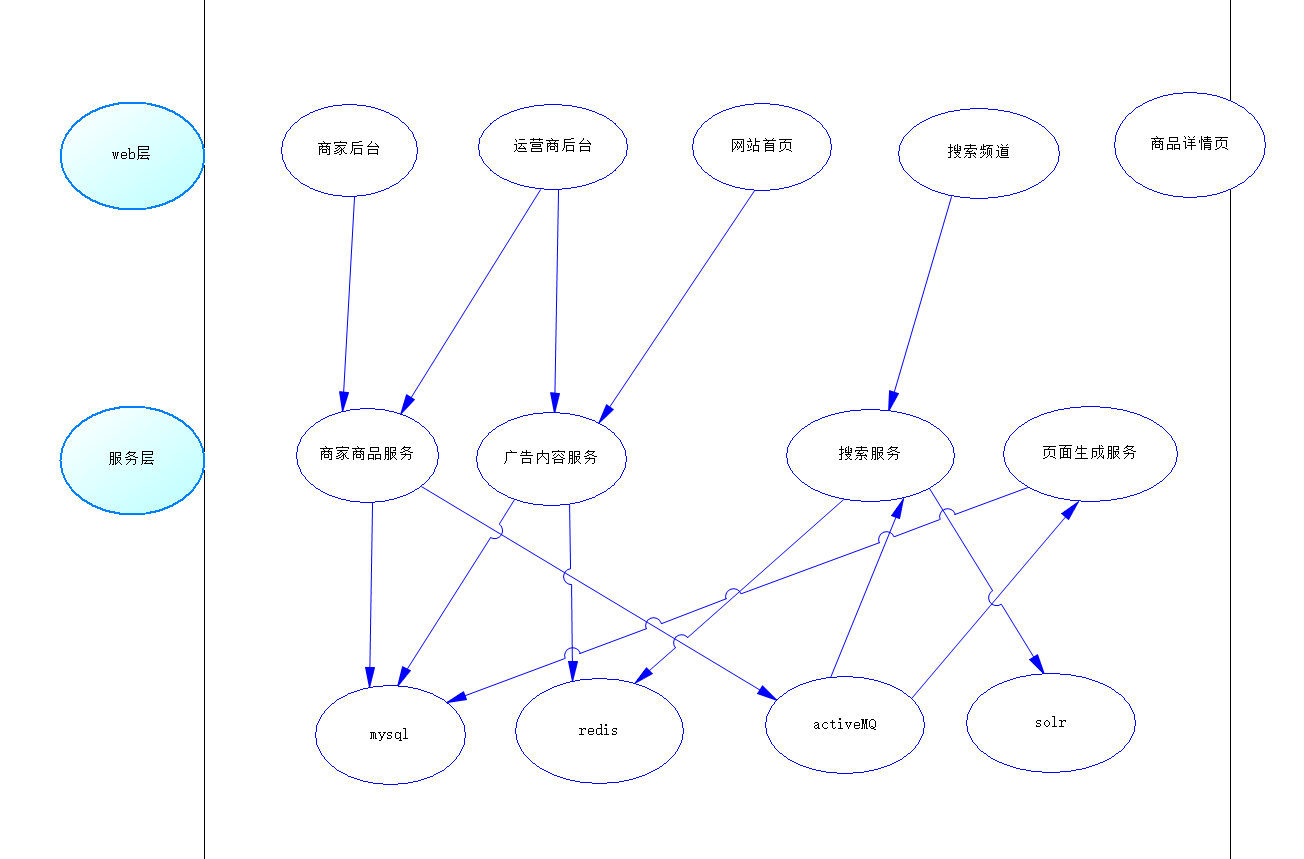 web层
商家后台
运营商后台
网站首页
搜索频道
商品详情页
服务层
商家商品服务
广告内容服务
搜索服务
页面生成服务
mysql
redis
activeMQ
solr